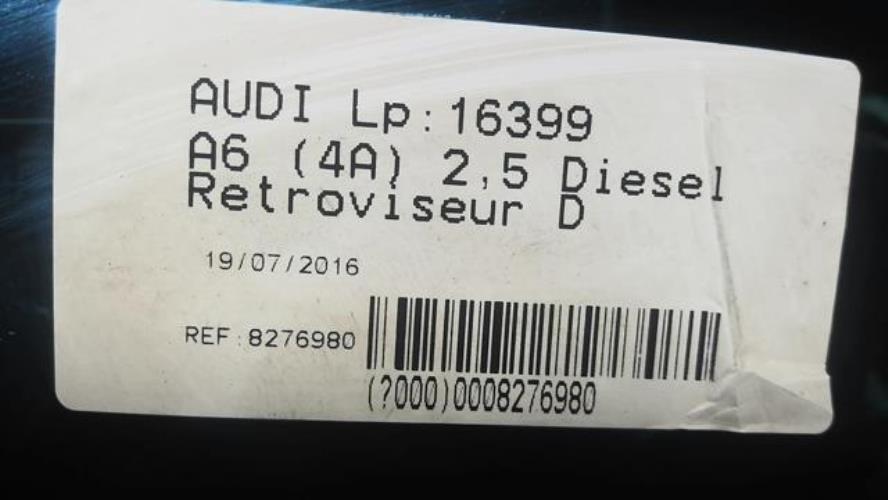 AUDI Lp:16399
A6 (4A) 2,5 Diesel
Retroviseur D
19/07/2016
REF:8276980
(?000)0008276980